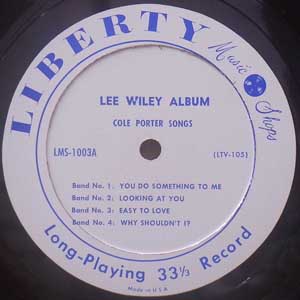 LIBERTY Music Shops
LEE WILEY ALBUM
COLE PORTER SONGS
LMS-1003A
(LTV-105)
Band No. 1: YOU DO SOMETHING TO ME
Band No. 2: LOOKING AT YOU
Band No. 3: EASY TO LOVE
Band No. 4: WHY SHOULDN'T I?
Long-Playing 33 1/3 Record
Made in U.S.A